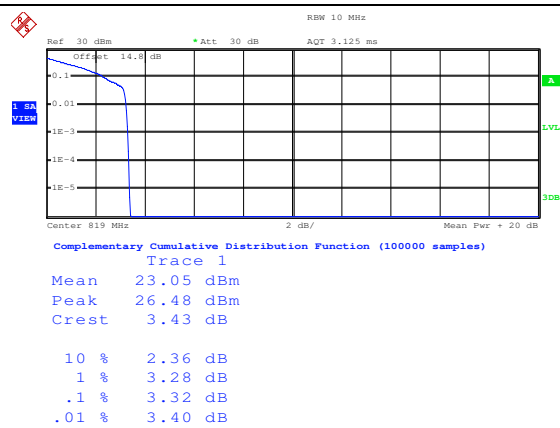 RBW 10 MHz
Ref 30 dBm * Att 30 dB AQT 3.125 ms
Offset 14.8 dB
0.1
A
0.01
1 SA
VIEW
1E-3
LVL
1E-4
1E-5
3DB
Center 819 MHz 2 dB/ Mean Pwr + 20 dB
Complementary Cumulative Distribution Function (100000 samples)
Trace 1
Mean 23.05 dBm
Peak 26.48 dBm
Crest 3.43 dB
10 % 2.36 dB
1 % 3.28 dB
.1 % 3.32 dB
.01 % 3.40 dB